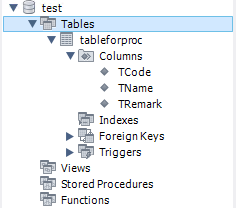 test
Tables
tableforproc
Columns
TCode
TName
TRemark
Indexes
Foreign Keys
Triggers
Views
Stored Procedures
Functions